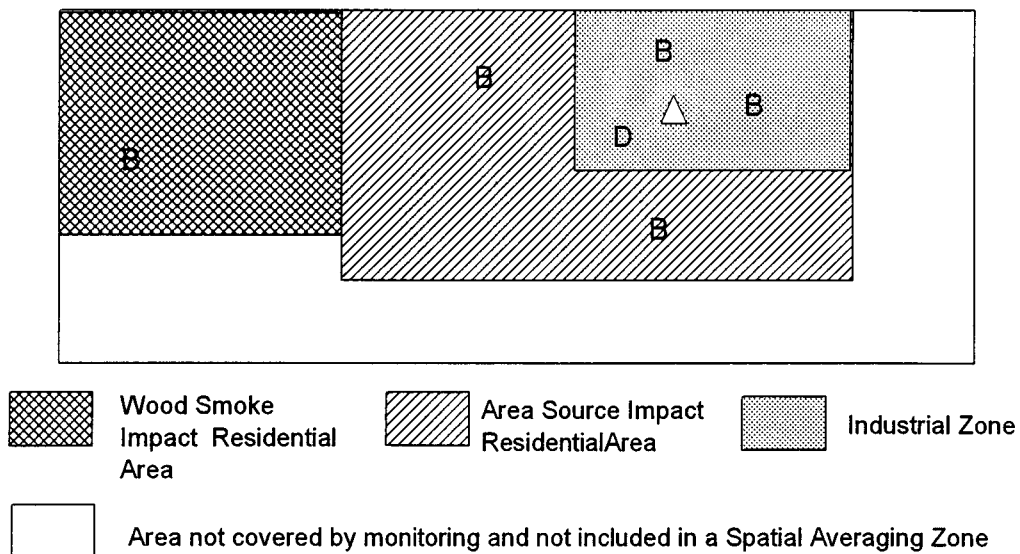 B
B
B
B
D
B
B
Wood Smoke
Impact Residential
Area
Area Source Impact
ResidentialArea
Industrial Zone
Area not covered by monitoring and not included in a Spatial Averaging Zone